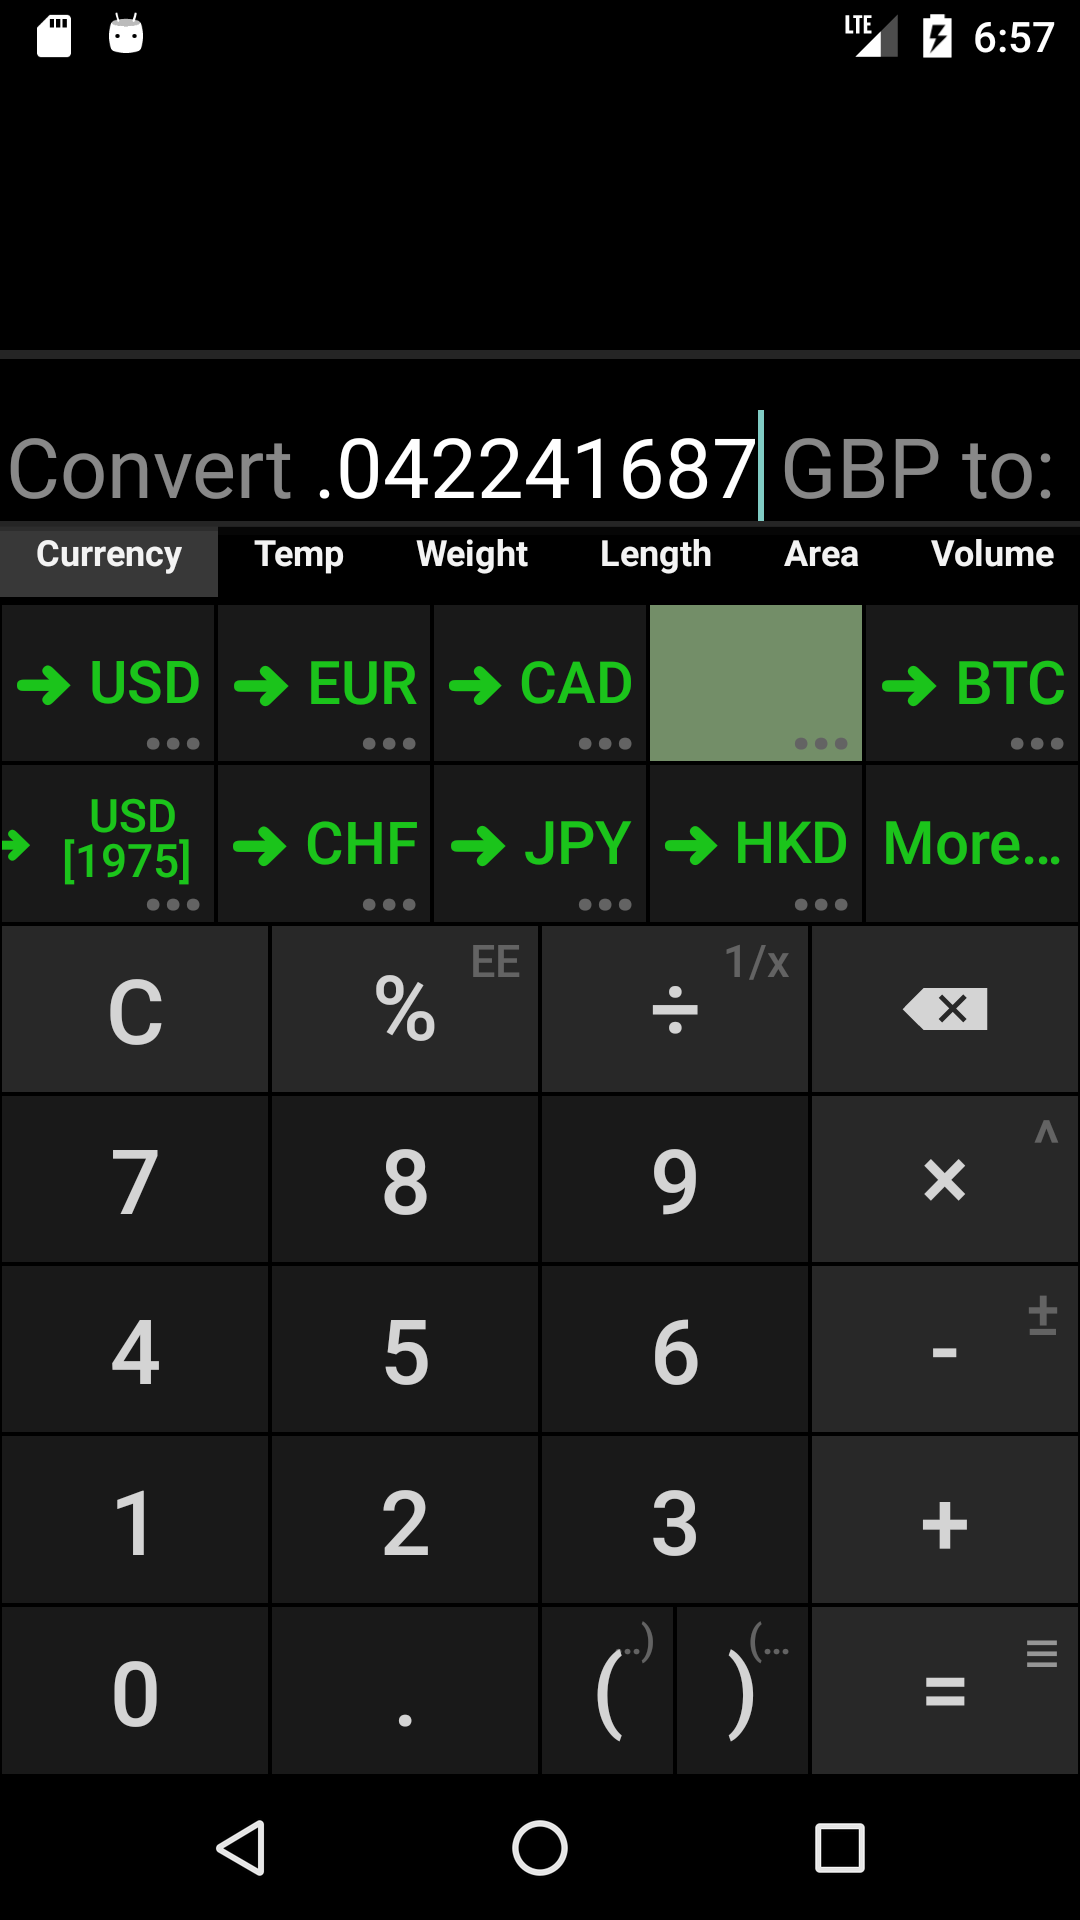 LTE 6:57
Convert .042241687 GBP to:
Currency Temp Weight Length Area Volume
➔ USD ➔ EUR ➔ CAD ➔ BTC
... ... ... ... ...
➔ USD [1975] ➔ CHF ➔ JPY ➔ HKD More...
... ... ... ...
C % EE ÷ 1/x
7 8 9 × ^
4 5 6 - ±
1 2 3 +
0 . ( ..) ) (... = ≡